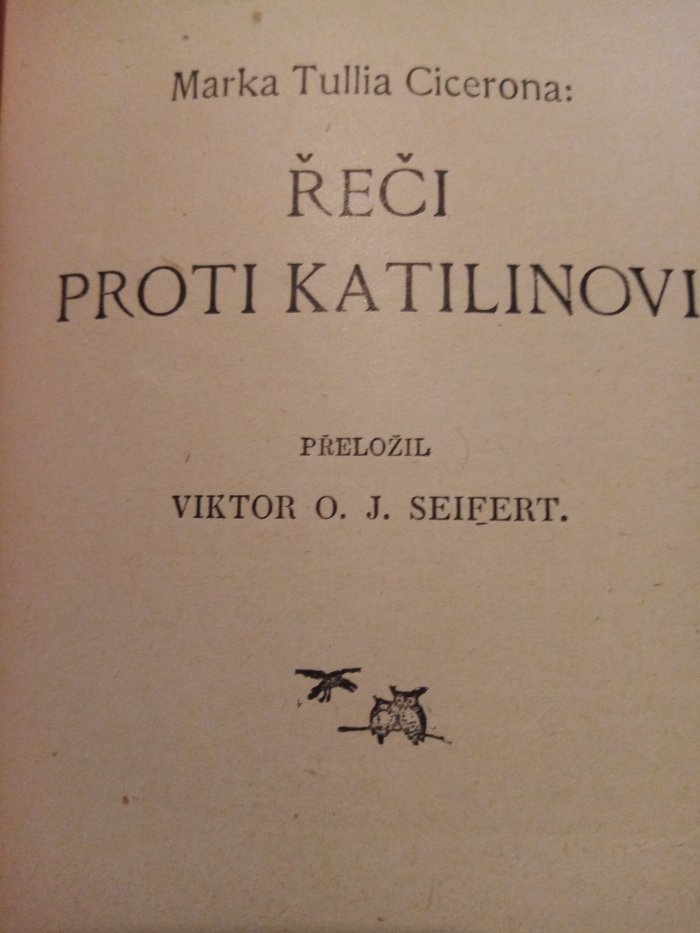 Marka Tullia Cicerona:
ŘEČI
PROTI KATILINOVI
PŘELOŽIL
VIKTOR O. J. SEIFERT.